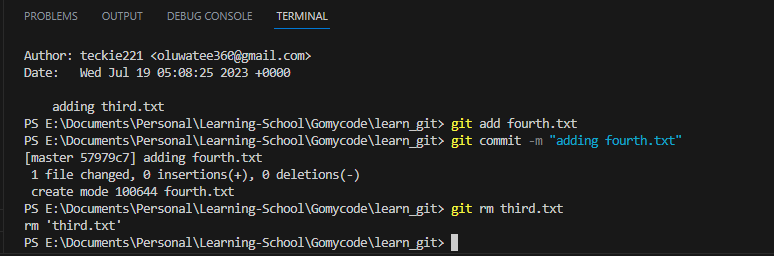 PROBLEMS OUTPUT DEBUG CONSOLE TERMINAL
Author: teckie221 <oluwatee360@gmail.com>
Date:   Wed Jul 19 05:08:25 2023 +0000
    adding third.txt
PS E:\Documents\Personal\Learning-School\Gomycode\learn_git> git add fourth.txt
PS E:\Documents\Personal\Learning-School\Gomycode\learn_git> git commit -m "adding fourth.txt"
[master 57979c7] adding fourth.txt
 1 file changed, 0 insertions(+), 0 deletions(-)
 create mode 100644 fourth.txt
PS E:\Documents\Personal\Learning-School\Gomycode\learn_git> git rm third.txt
rm 'third.txt'
PS E:\Documents\Personal\Learning-School\Gomycode\learn_git>